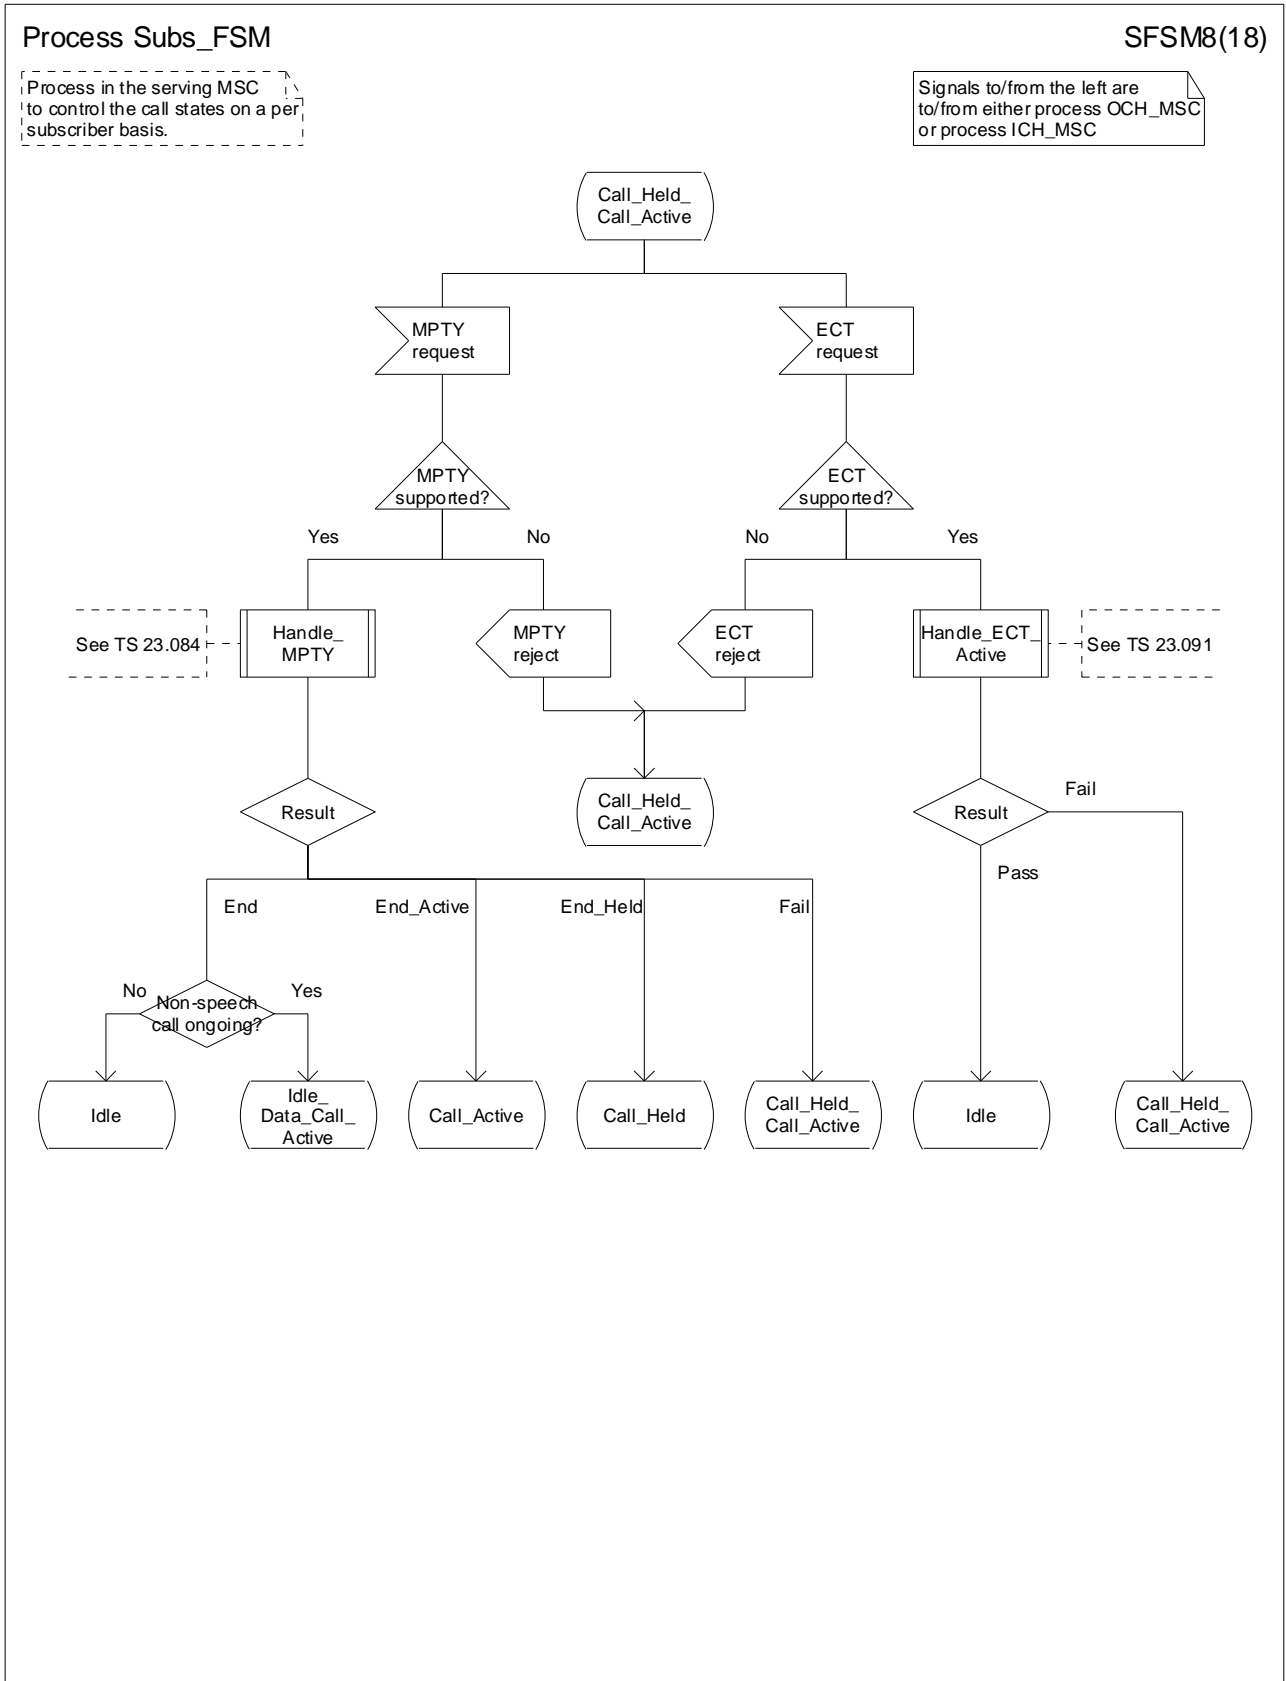 Process Subs_FSM
SFSM8(18)
Process in the serving MSC
to control the call states on a per
subscriber basis.
Signals to/from the left are
to/from either process OCH_MSC
or process ICH_MSC
Call_Held_
Call_Active
MPTY
request
ECT
request
MPTY
supported?
ECT
supported?
Yes
No
No
Yes
See TS 23.084
Handle_
MPTY
MPTY
reject
ECT
reject
Handle_ECT_
Active
See TS 23.091
Result
Call_Held_
Call_Active
Result
Fail
Pass
End
End_Active
End_Held
Fail
No
Non-speech
call ongoing?
Yes
Idle
Idle_
Data_Call_
Active
Call_Active
Call_Held
Call_Held_
Call_Active
Idle
Call_Held_
Call_Active